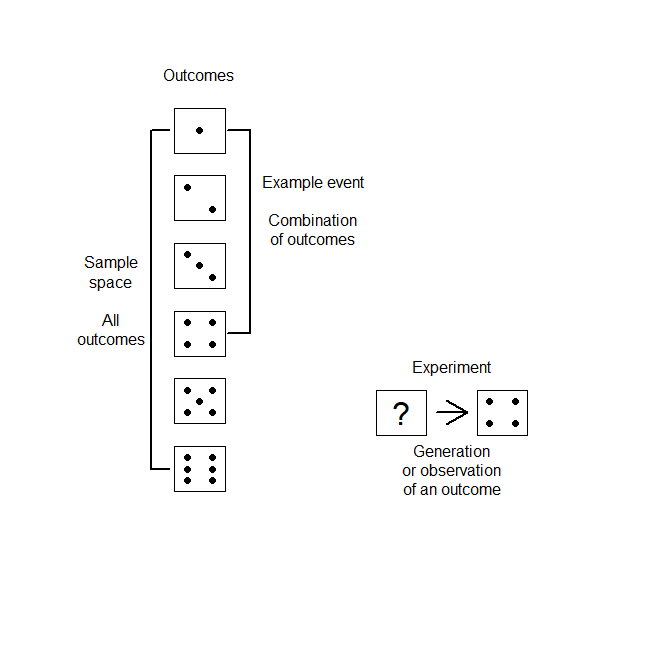 Outcomes
Example event
Combination
of outcomes
Sample
space
All
outcomes
Experiment
?
Generation
or observation
of an outcome